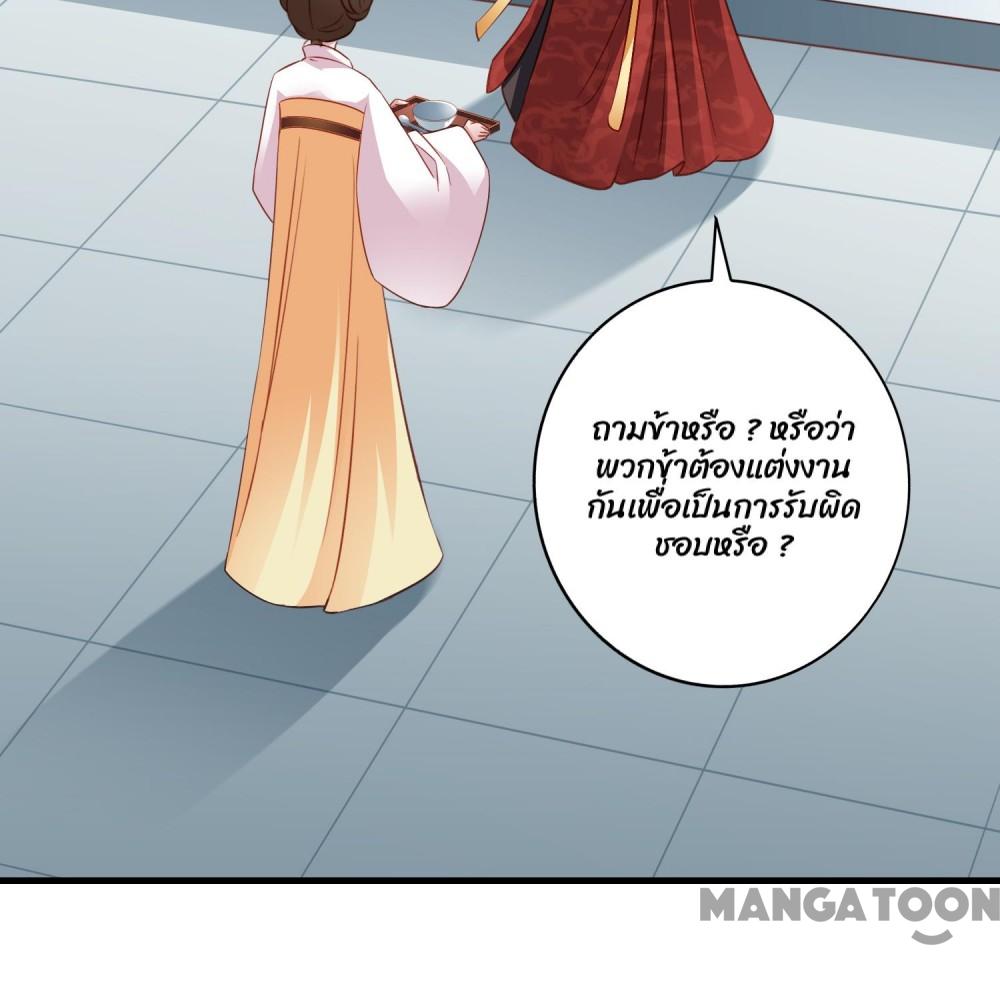 ถามข้าหรือ ? หรือว่า
พวกข้าต้องแต่งงาน
กันเพื่อเป็นการรับผิด
ชอบหรือ ?
MANGATOON